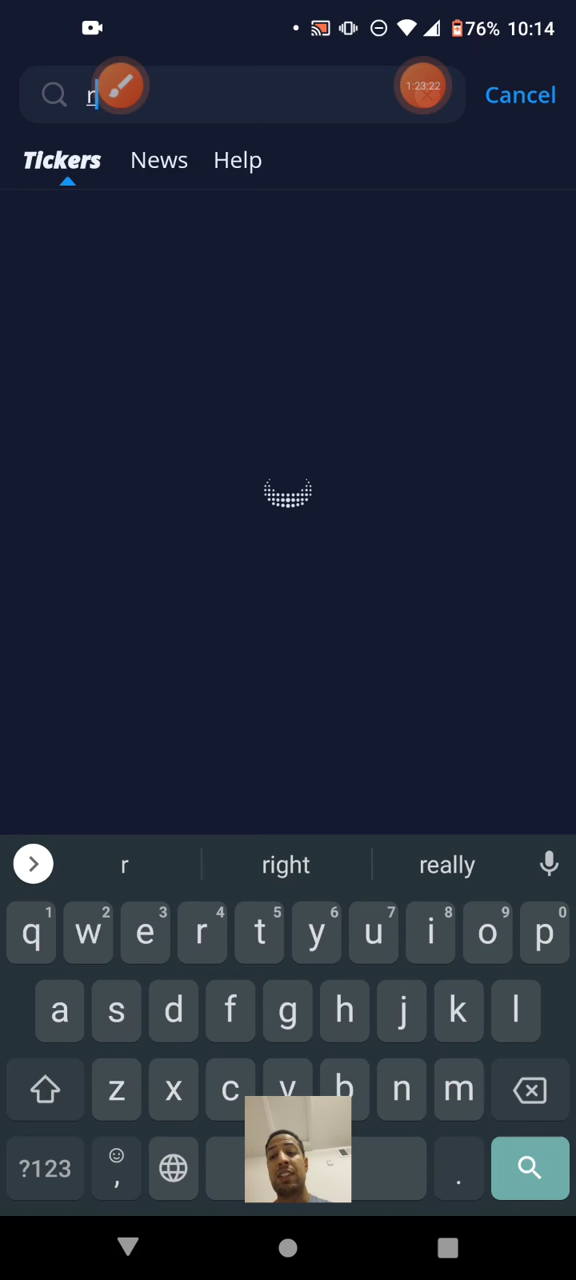 76% 10:14
r
1:23:22
Cancel
Tickers News Help
r right really
1 2 3 4 5 6 7 8 9 0
q w e r t y u i o p
a s d f g h j k l
z x c v b n m
?123 , .